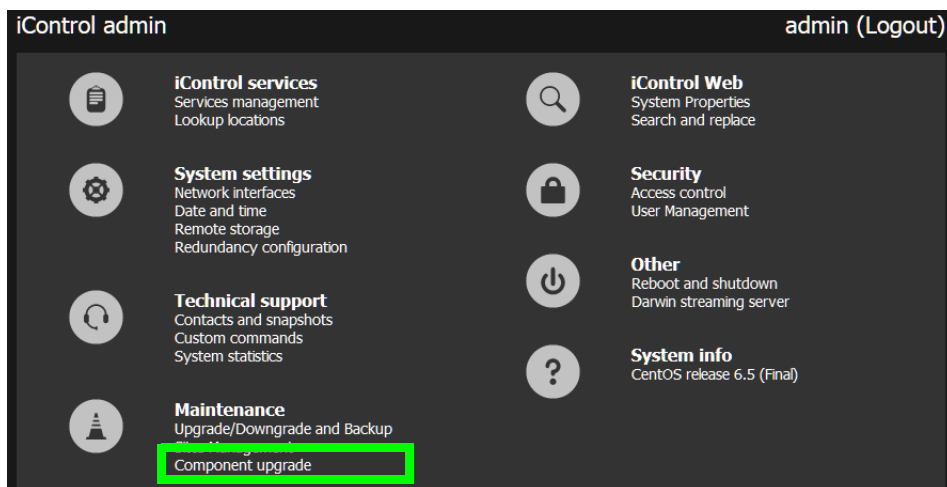 iControl admin
admin (Logout)
iControl services
Services management
Lookup locations
System settings
Network interfaces
Date and time
Remote storage
Redundancy configuration
Technical support
Contacts and snapshots
Custom commands
System statistics
Maintenance
Upgrade/Downgrade and Backup
Component upgrade
iControl Web
System Properties
Search and replace
Security
Access control
User Management
Other
Reboot and shutdown
Darwin streaming server
System info
CentOS release 6.5 (Final)